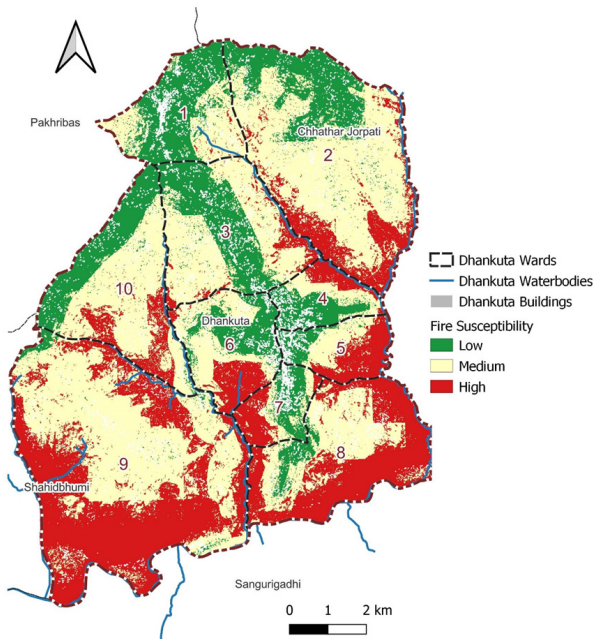 Pakhribas
1
Chhathar Jorpati
2
3
Dhankuta Wards
Dhankuta Waterbodies
Dhankuta Buildings
Fire Susceptibility
Low
Medium
High
10
4
Dhankuta
6
5
7
8
9
Shahidbhumi
Sangurigadhi
0 1 2 km